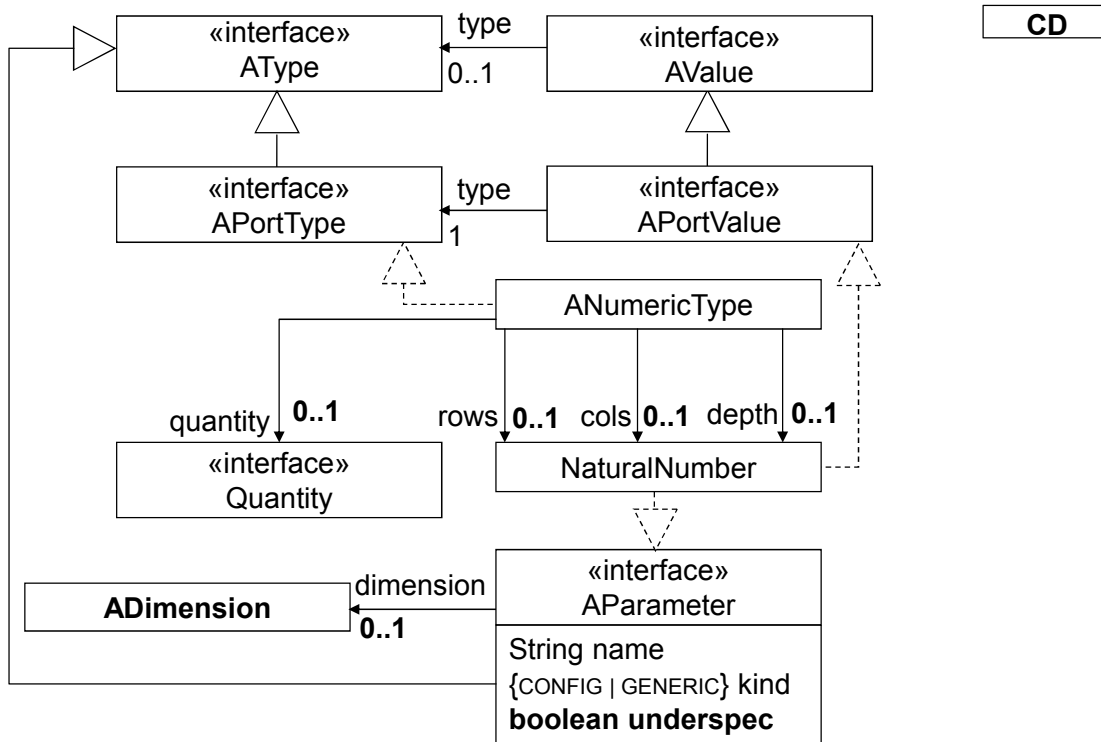 CD
«interface»
AType
type
0..1
«interface»
AValue
«interface»
APortType
type
1
«interface»
APortValue
ANumericType
quantity
0..1
rows
0..1
cols
0..1
depth
0..1
«interface»
Quantity
NaturalNumber
ADimension
dimension
0..1
«interface»
AParameter
String name
{CONFIG | GENERIC} kind
boolean underspec